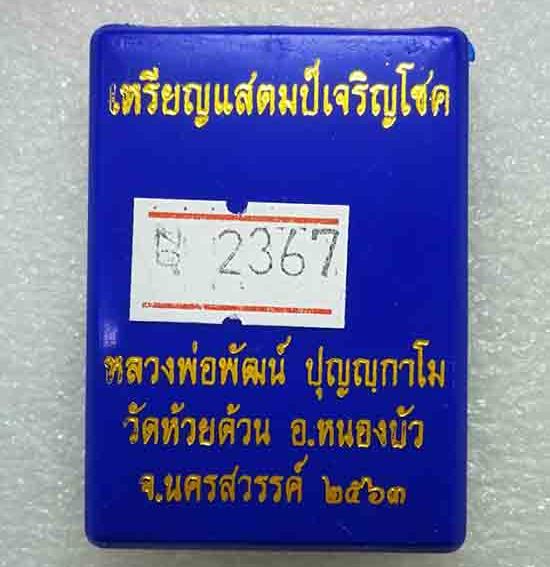 เหรียญแสตมป์เจริญโชค
น 2367
หลวงพ่อพัฒน์ ปุญญกาโม
วัดห้วยด้วน อ.หนองบัว
จ.นครสวรรค์ ๒๕๖๓